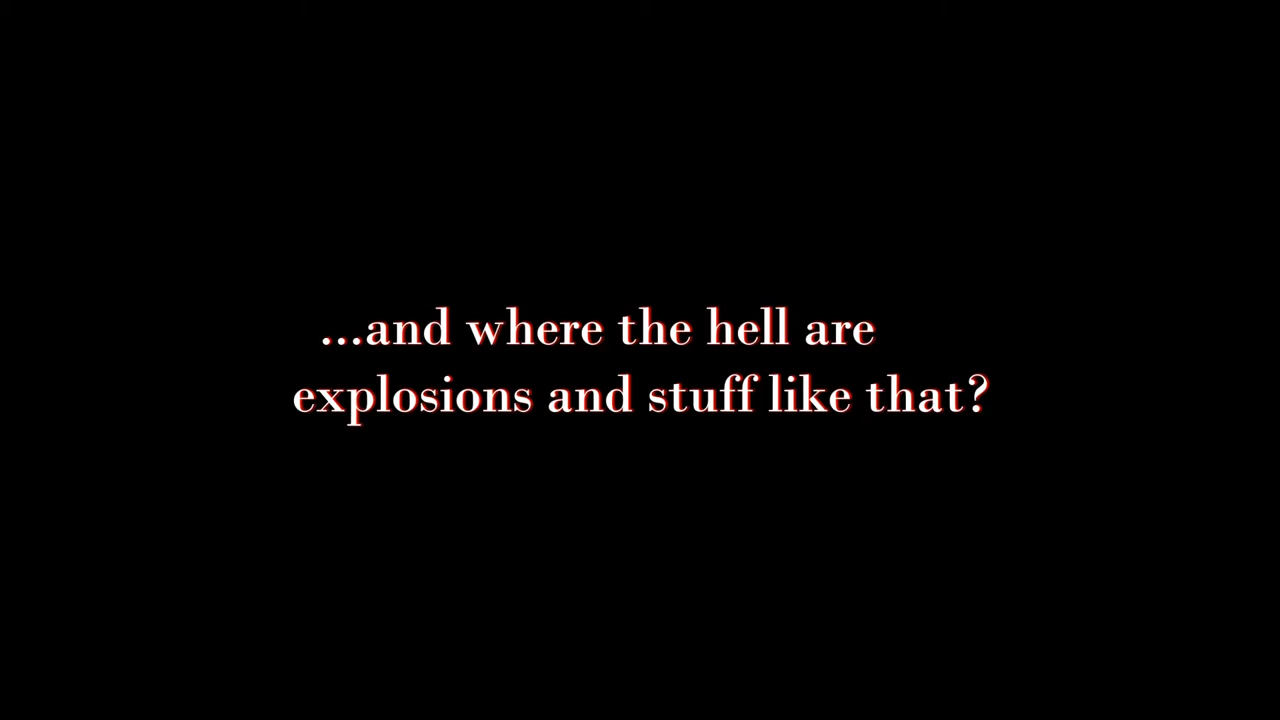 ...and where the hell are
explosions and stuff like that?